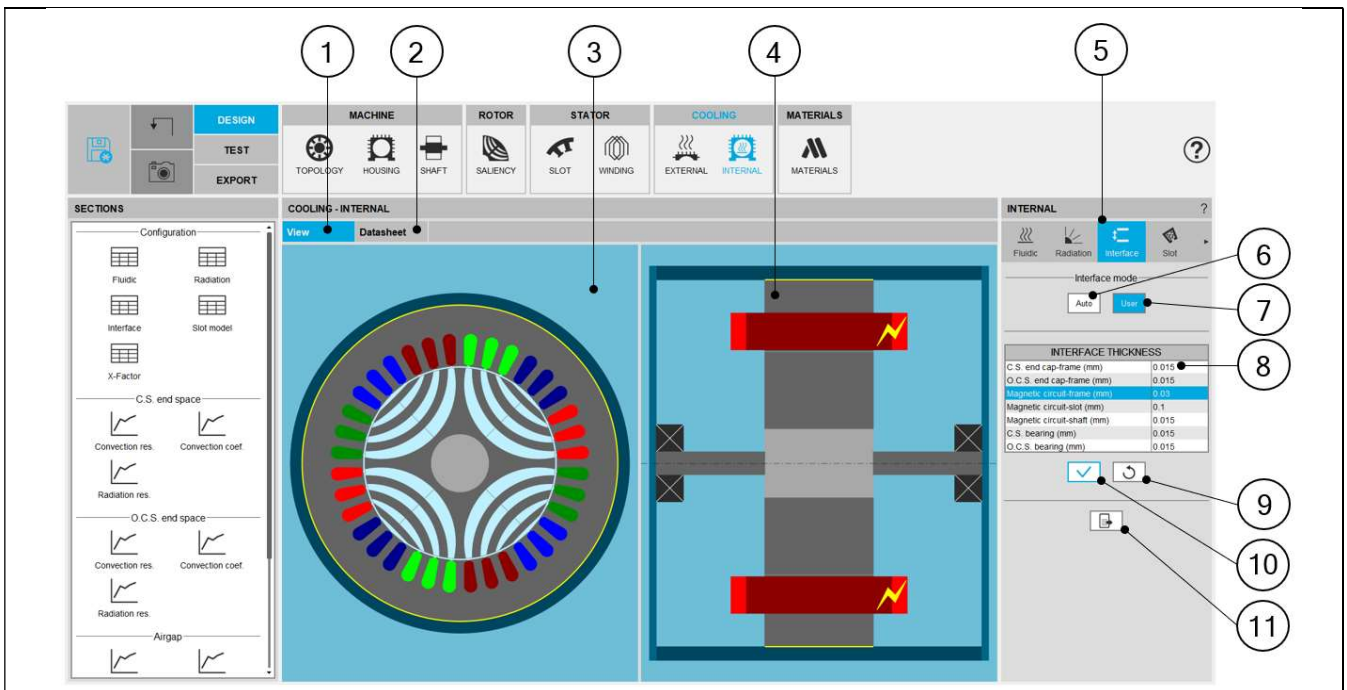 1
2
3
4
5
DESIGN
TEST
EXPORT
MACHINE
ROTOR
STATOR
COOLING
MATERIALS
TOPOLOGY
HOUSING
SHAFT
SALIENCY
SLOT
WINDING
EXTERNAL
INTERNAL
MATERIALS
?
SECTIONS
COOLING - INTERNAL
INTERNAL
?
View
Datasheet
Configuration
Fluidic
Radiation
Interface
Slot model
X-Factor
C.S. end space
Convection res.
Convection coef.
Radiation res.
O.C.S. end space
Convection res.
Convection coef.
Radiation res.
Airgap
Fluidic
Radiation
Interface
Slot
Interface mode
Auto
User
6
7
INTERFACE THICKNESS
C.S. end cap-frame (mm) 0.015
O.C.S. end cap-frame (mm) 0.015
Magnetic circuit-frame (mm) 0.03
Magnetic circuit-slot (mm) 0.1
Magnetic circuit-shaft (mm) 0.015
C.S. bearing (mm) 0.015
O.C.S. bearing (mm) 0.015
8
9
10
11